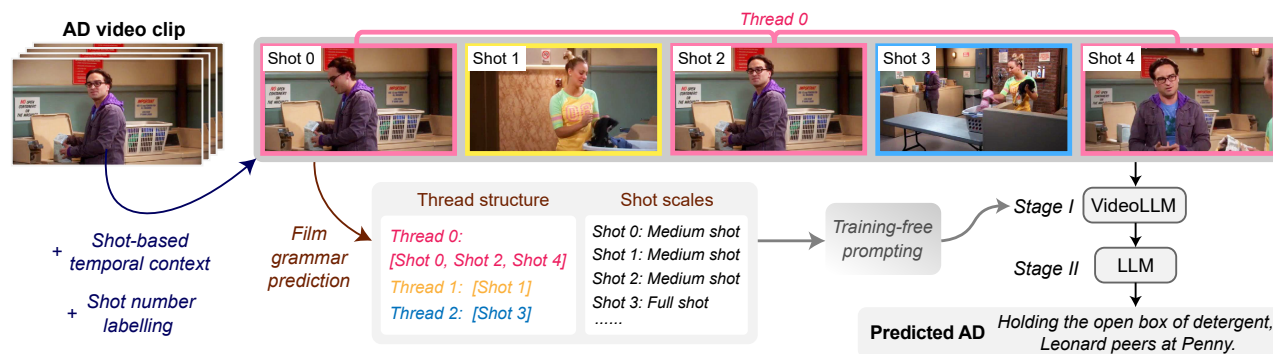 AD video clip
Thread 0
Shot 0
Shot 1
Shot 2
Shot 3
Shot 4
+ Shot-based
temporal context
+ Shot number
labelling
Film
grammar
prediction
Thread structure
Thread 0:
[Shot 0, Shot 2, Shot 4]
Thread 1: [Shot 1]
Thread 2: [Shot 3]
Shot scales
Shot 0: Medium shot
Shot 1: Medium shot
Shot 2: Medium shot
Shot 3: Full shot
......
Training-free
prompting
Stage I
VideoLLM
Stage II
LLM
Predicted AD
Holding the open box of detergent,
Leonard peers at Penny.